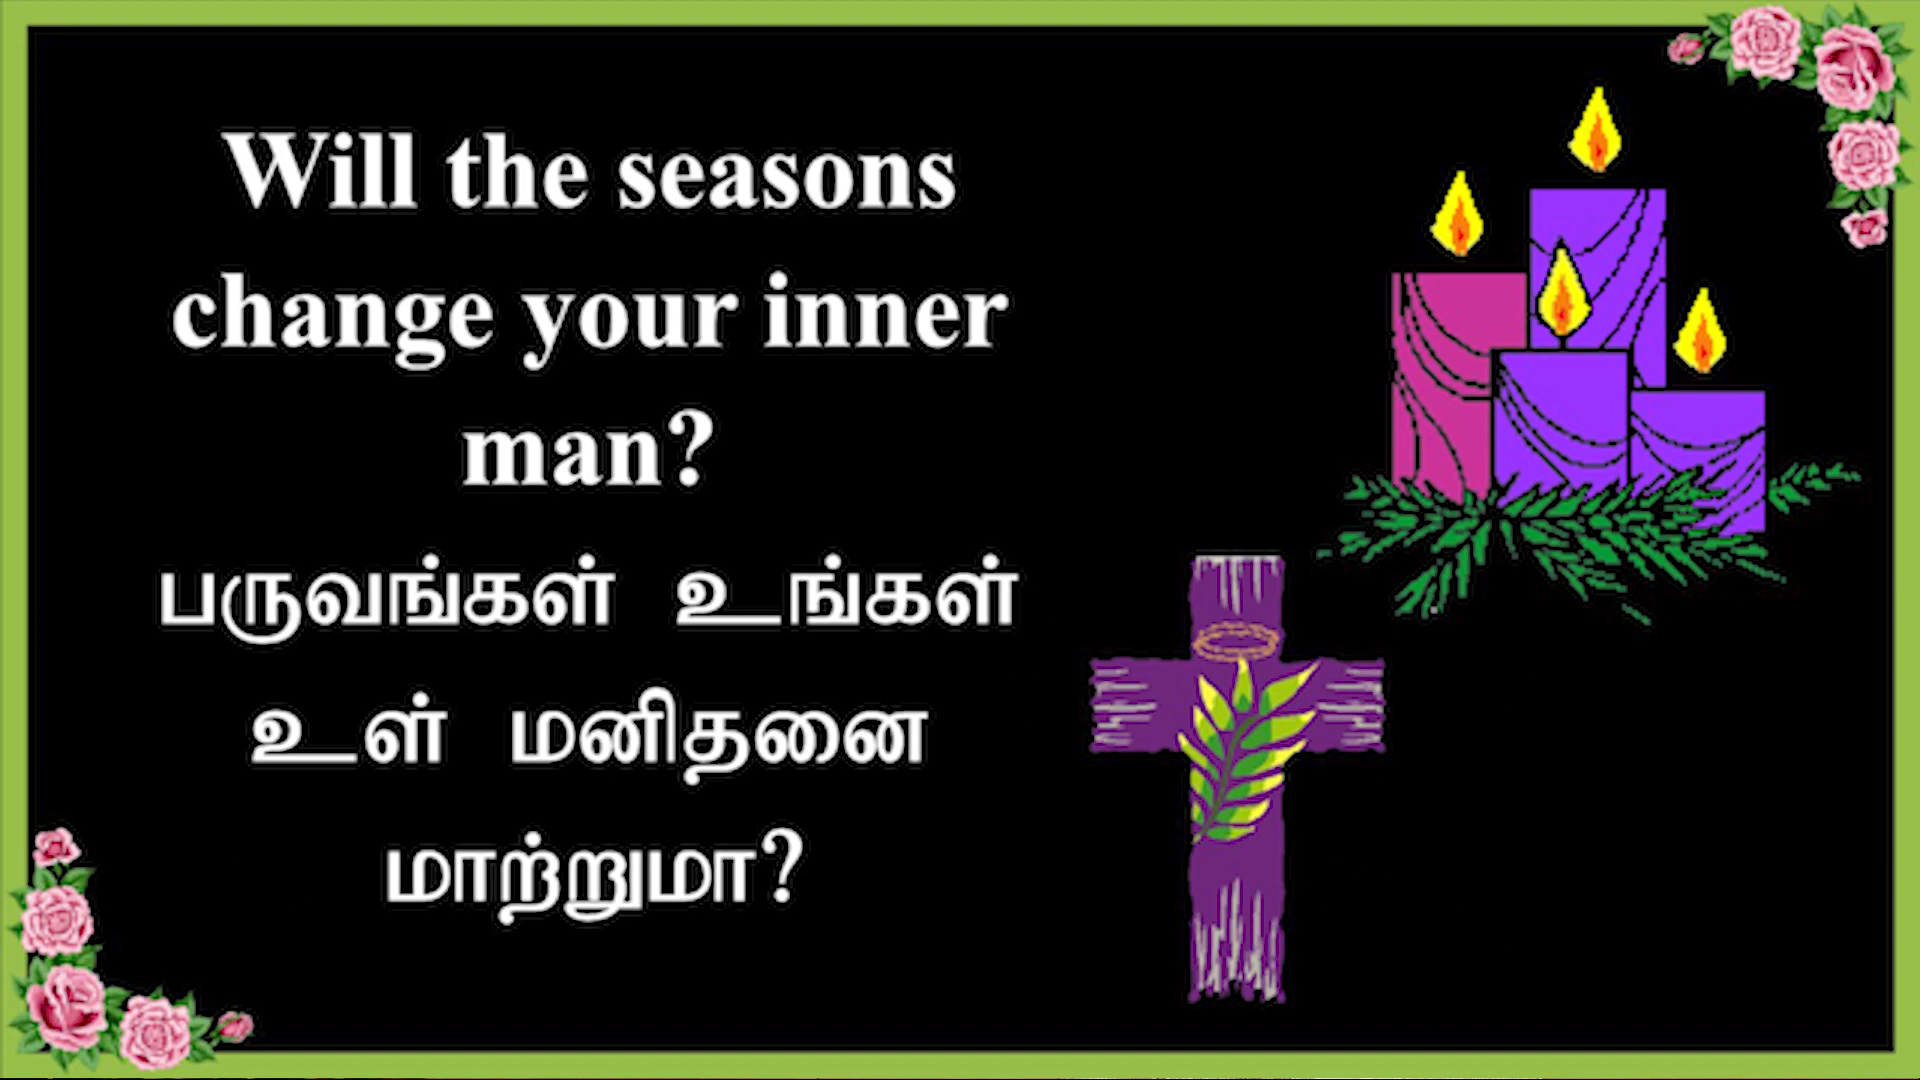 Will the seasons
change your inner
man?
பருவங்கள் உங்கள்
உள் மனிதனை
மாற்றுமா?